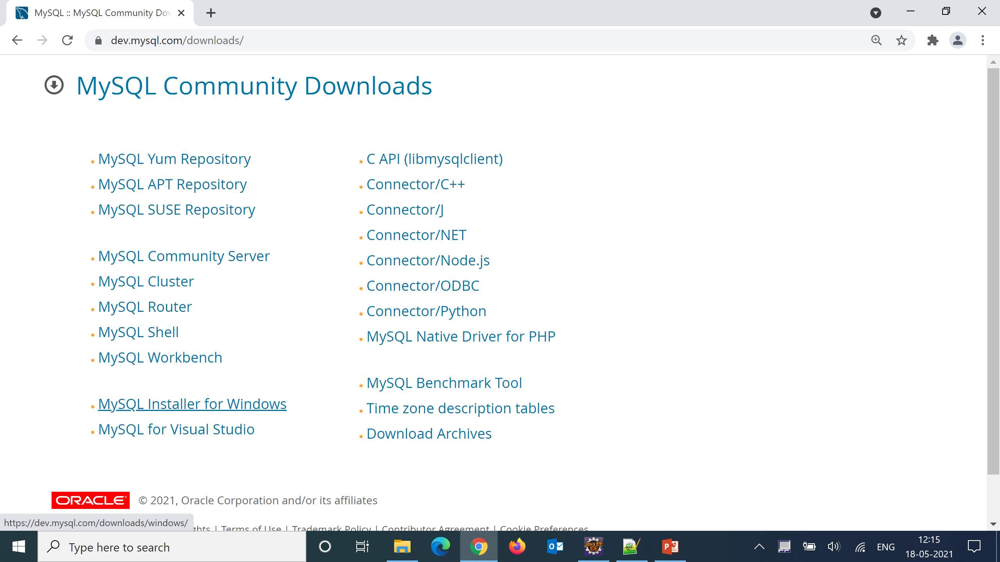 MySQL :: MySQL Community Dov
dev.mysql.com/downloads/
MySQL Community Downloads
MySQL Yum Repository
MySQL APT Repository
MySQL SUSE Repository
MySQL Community Server
MySQL Cluster
MySQL Router
MySQL Shell
MySQL Workbench
MySQL Installer for Windows
MySQL for Visual Studio
C API (libmysqlclient)
Connector/C++
Connector/J
Connector/NET
Connector/Node.js
Connector/ODBC
Connector/Python
MySQL Native Driver for PHP
MySQL Benchmark Tool
Time zone description tables
Download Archives
ORACLE® © 2021, Oracle Corporation and/or its affiliates
https://dev.mysql.com/downloads/windows/
ghts | Terms of Use | Trademark Policy | Contributor Agreement | Cookie Preferences
Type here to search
Java EE
IDE
ENG
12:15
18-05-2021